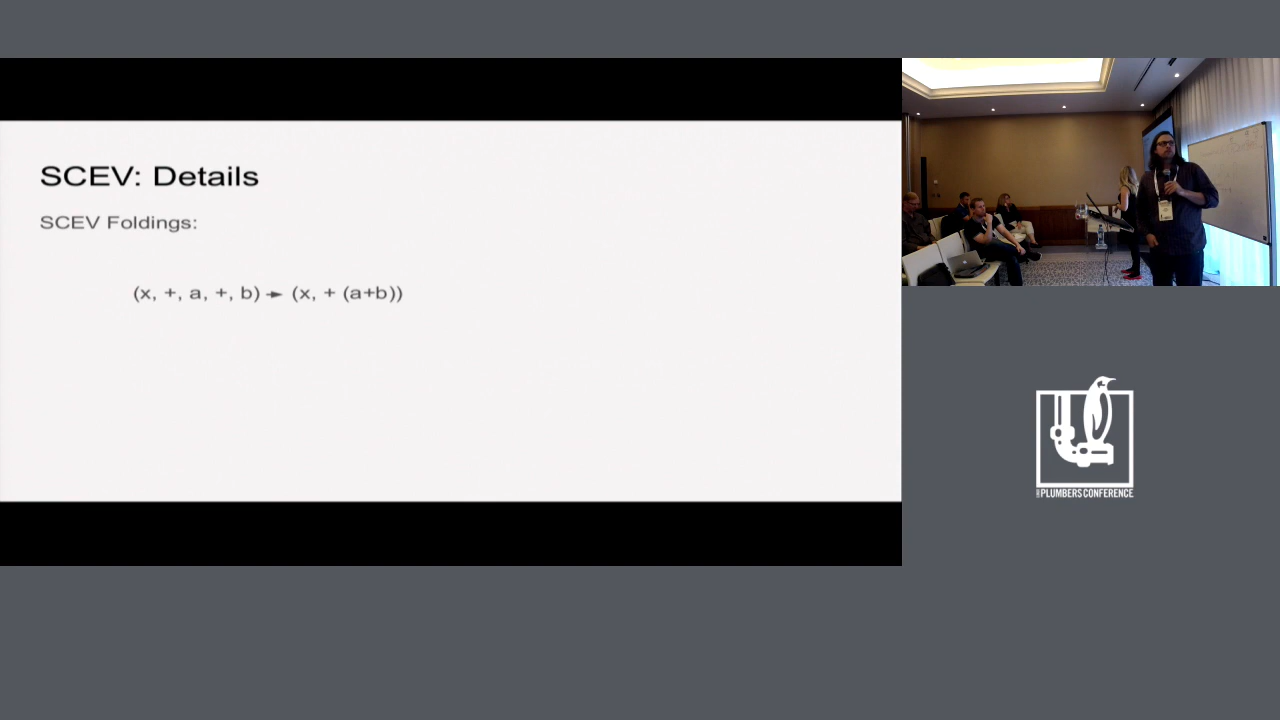 SCEV: Details
SCEV Foldings:
(x, +, a, +, b) → (x, + (a+b))
PLUMBERS CONFERENCE